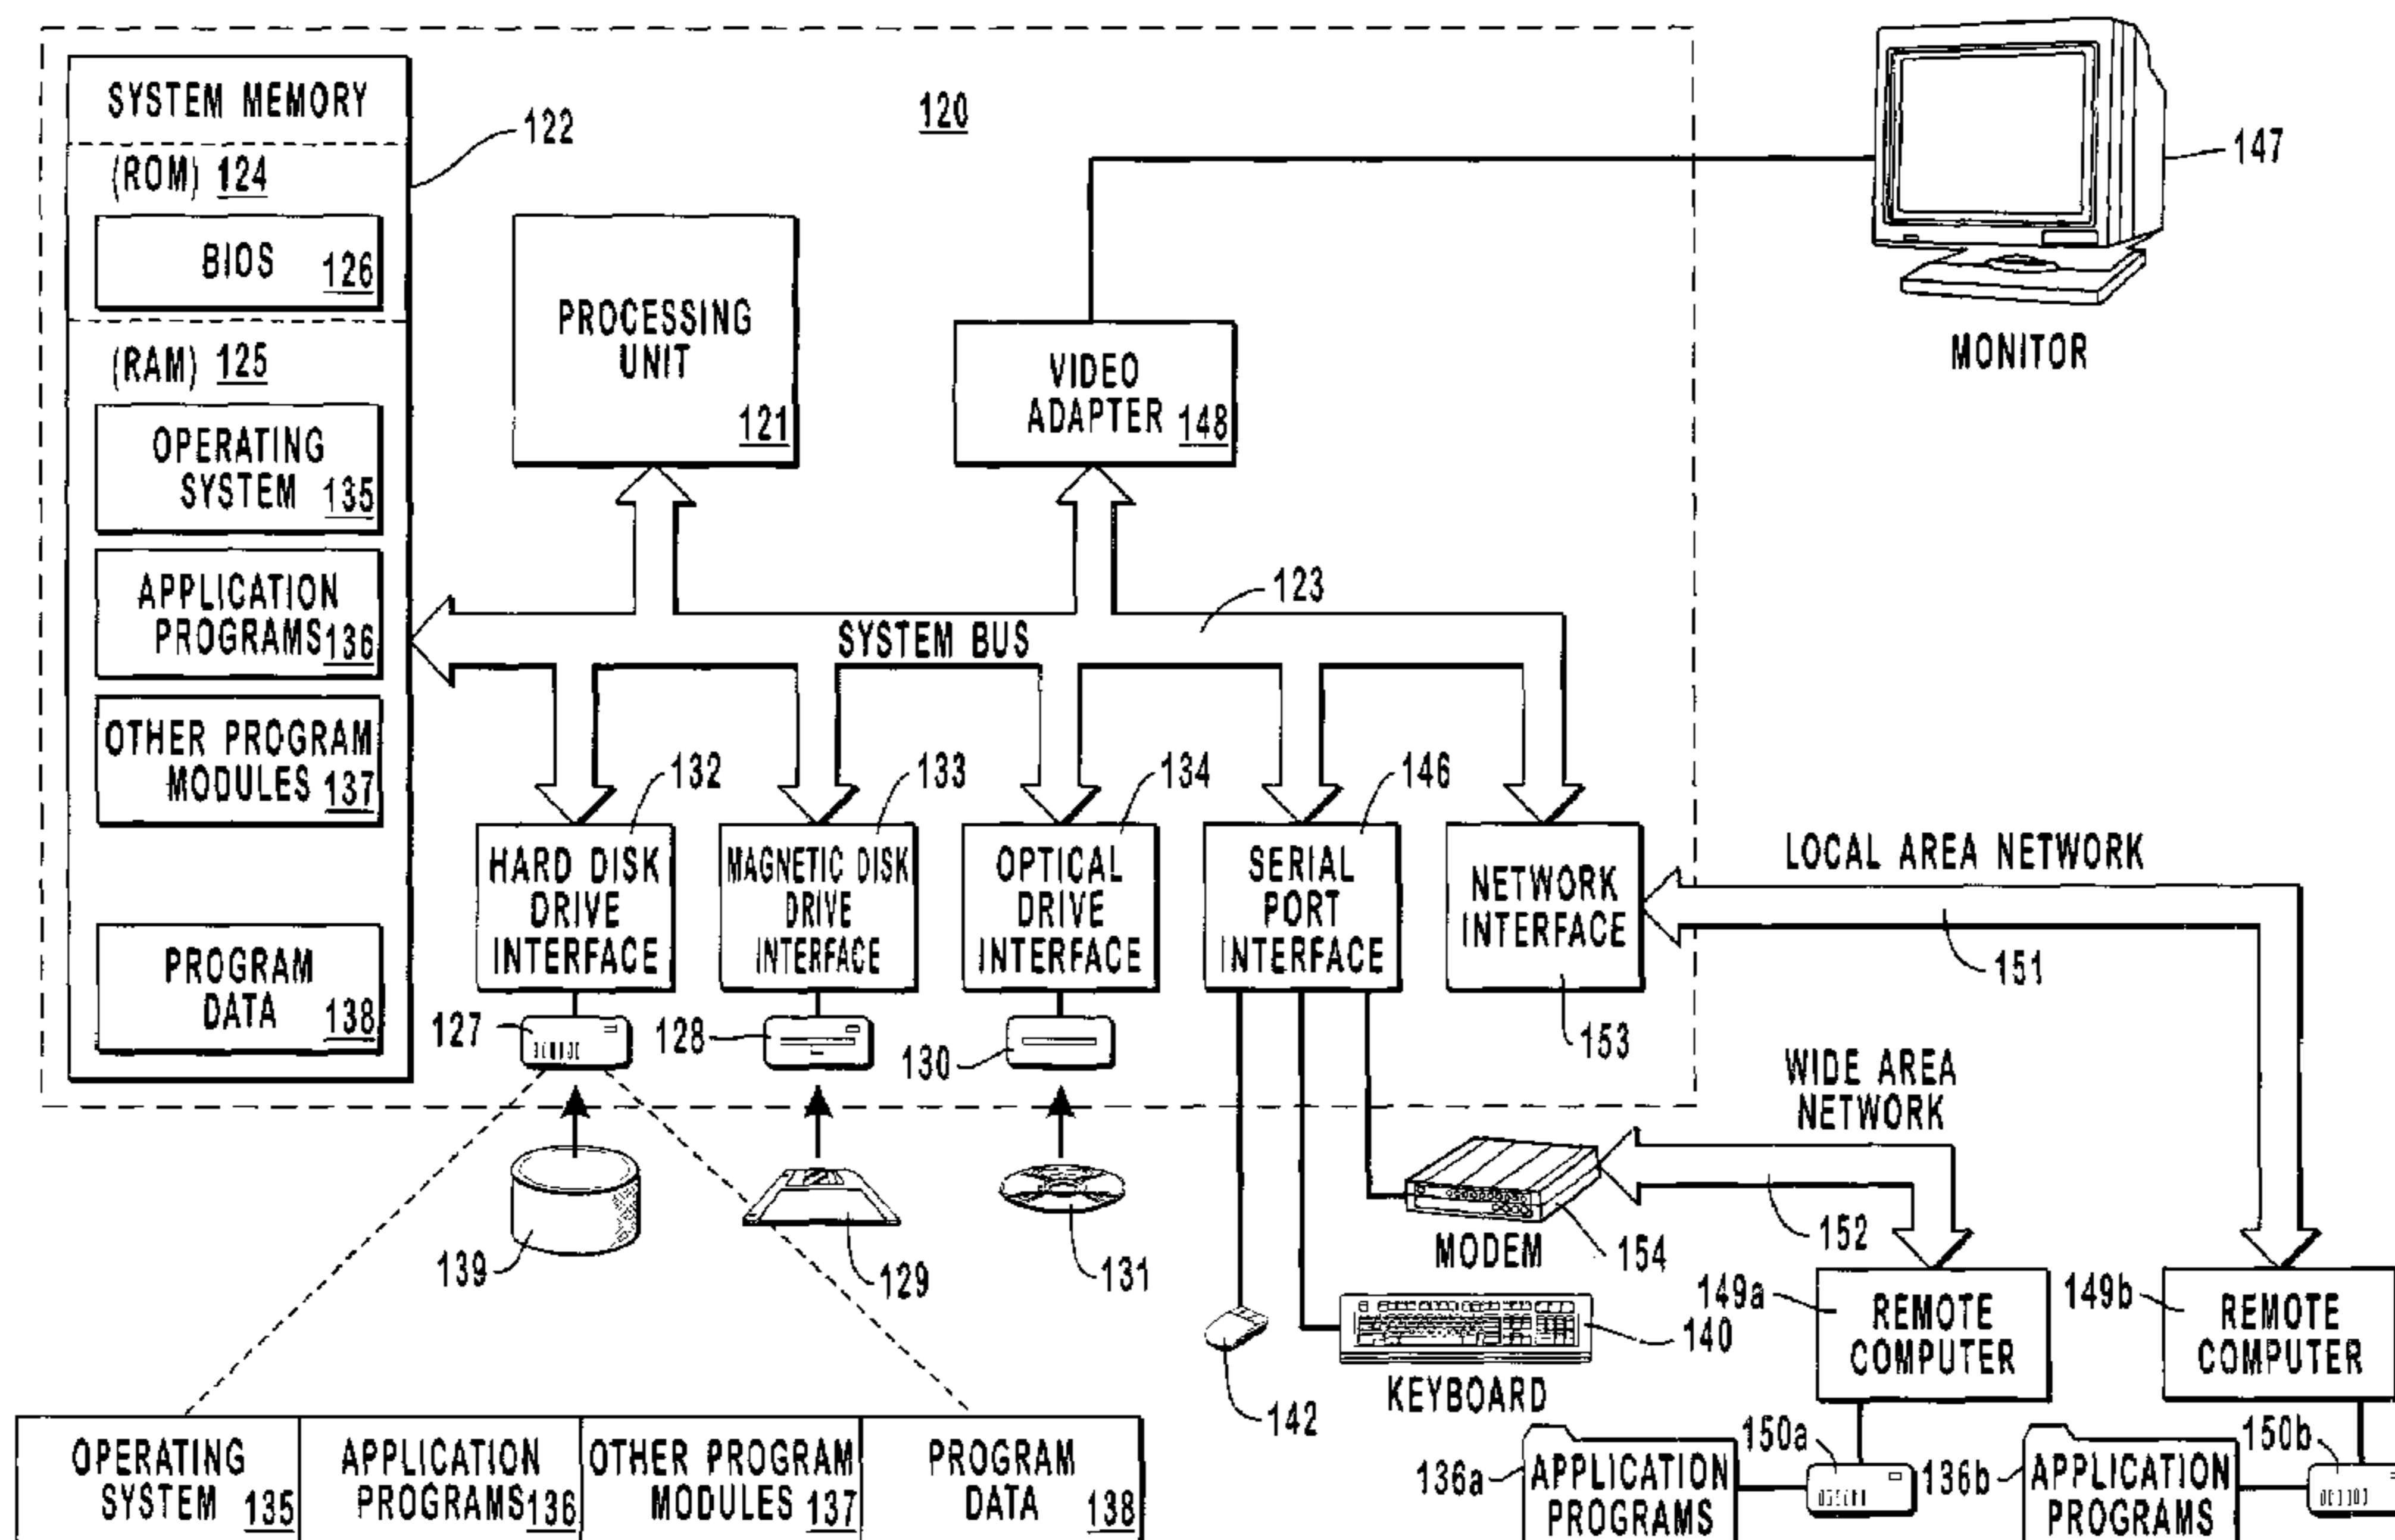 SYSTEM MEMORY
122
(ROM) 124
BIOS 126
(RAM) 125
OPERATING
SYSTEM 135
APPLICATION
PROGRAMS 136
OTHER PROGRAM
MODULES 137
PROGRAM
DATA 138
120
PROCESSING
UNIT
121
VIDEO
ADAPTER 148
147
MONITOR
123
SYSTEM BUS
132
HARD DISK
DRIVE
INTERFACE
133
MAGNETIC DISK
DRIVE
INTERFACE
134
OPTICAL
DRIVE
INTERFACE
146
SERIAL
PORT
INTERFACE
NETWORK
INTERFACE
153
LOCAL AREA NETWORK
151
127
128
130
WIDE AREA
NETWORK
152
139
129
131
MODEM
154
142
140
KEYBOARD
149a
REMOTE
COMPUTER
149b
REMOTE
COMPUTER
OPERATING
SYSTEM 135
APPLICATION
PROGRAMS 136
OTHER PROGRAM
MODULES 137
PROGRAM
DATA 138
136a
APPLICATION
PROGRAMS
150a
136b
APPLICATION
PROGRAMS
150b